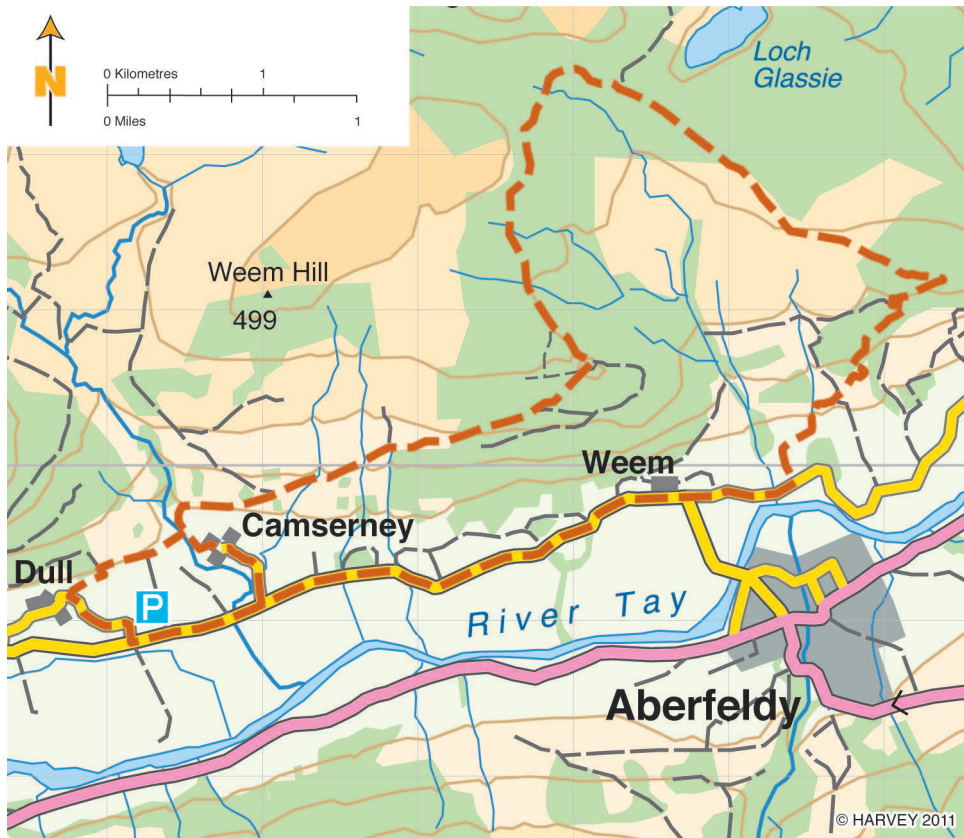 N
0 Kilometres 1
0 Miles 1
Loch
Glassie
Weem Hill
499
Weem
Camserney
Dull
P
River Tay
Aberfeldy
© HARVEY 2011